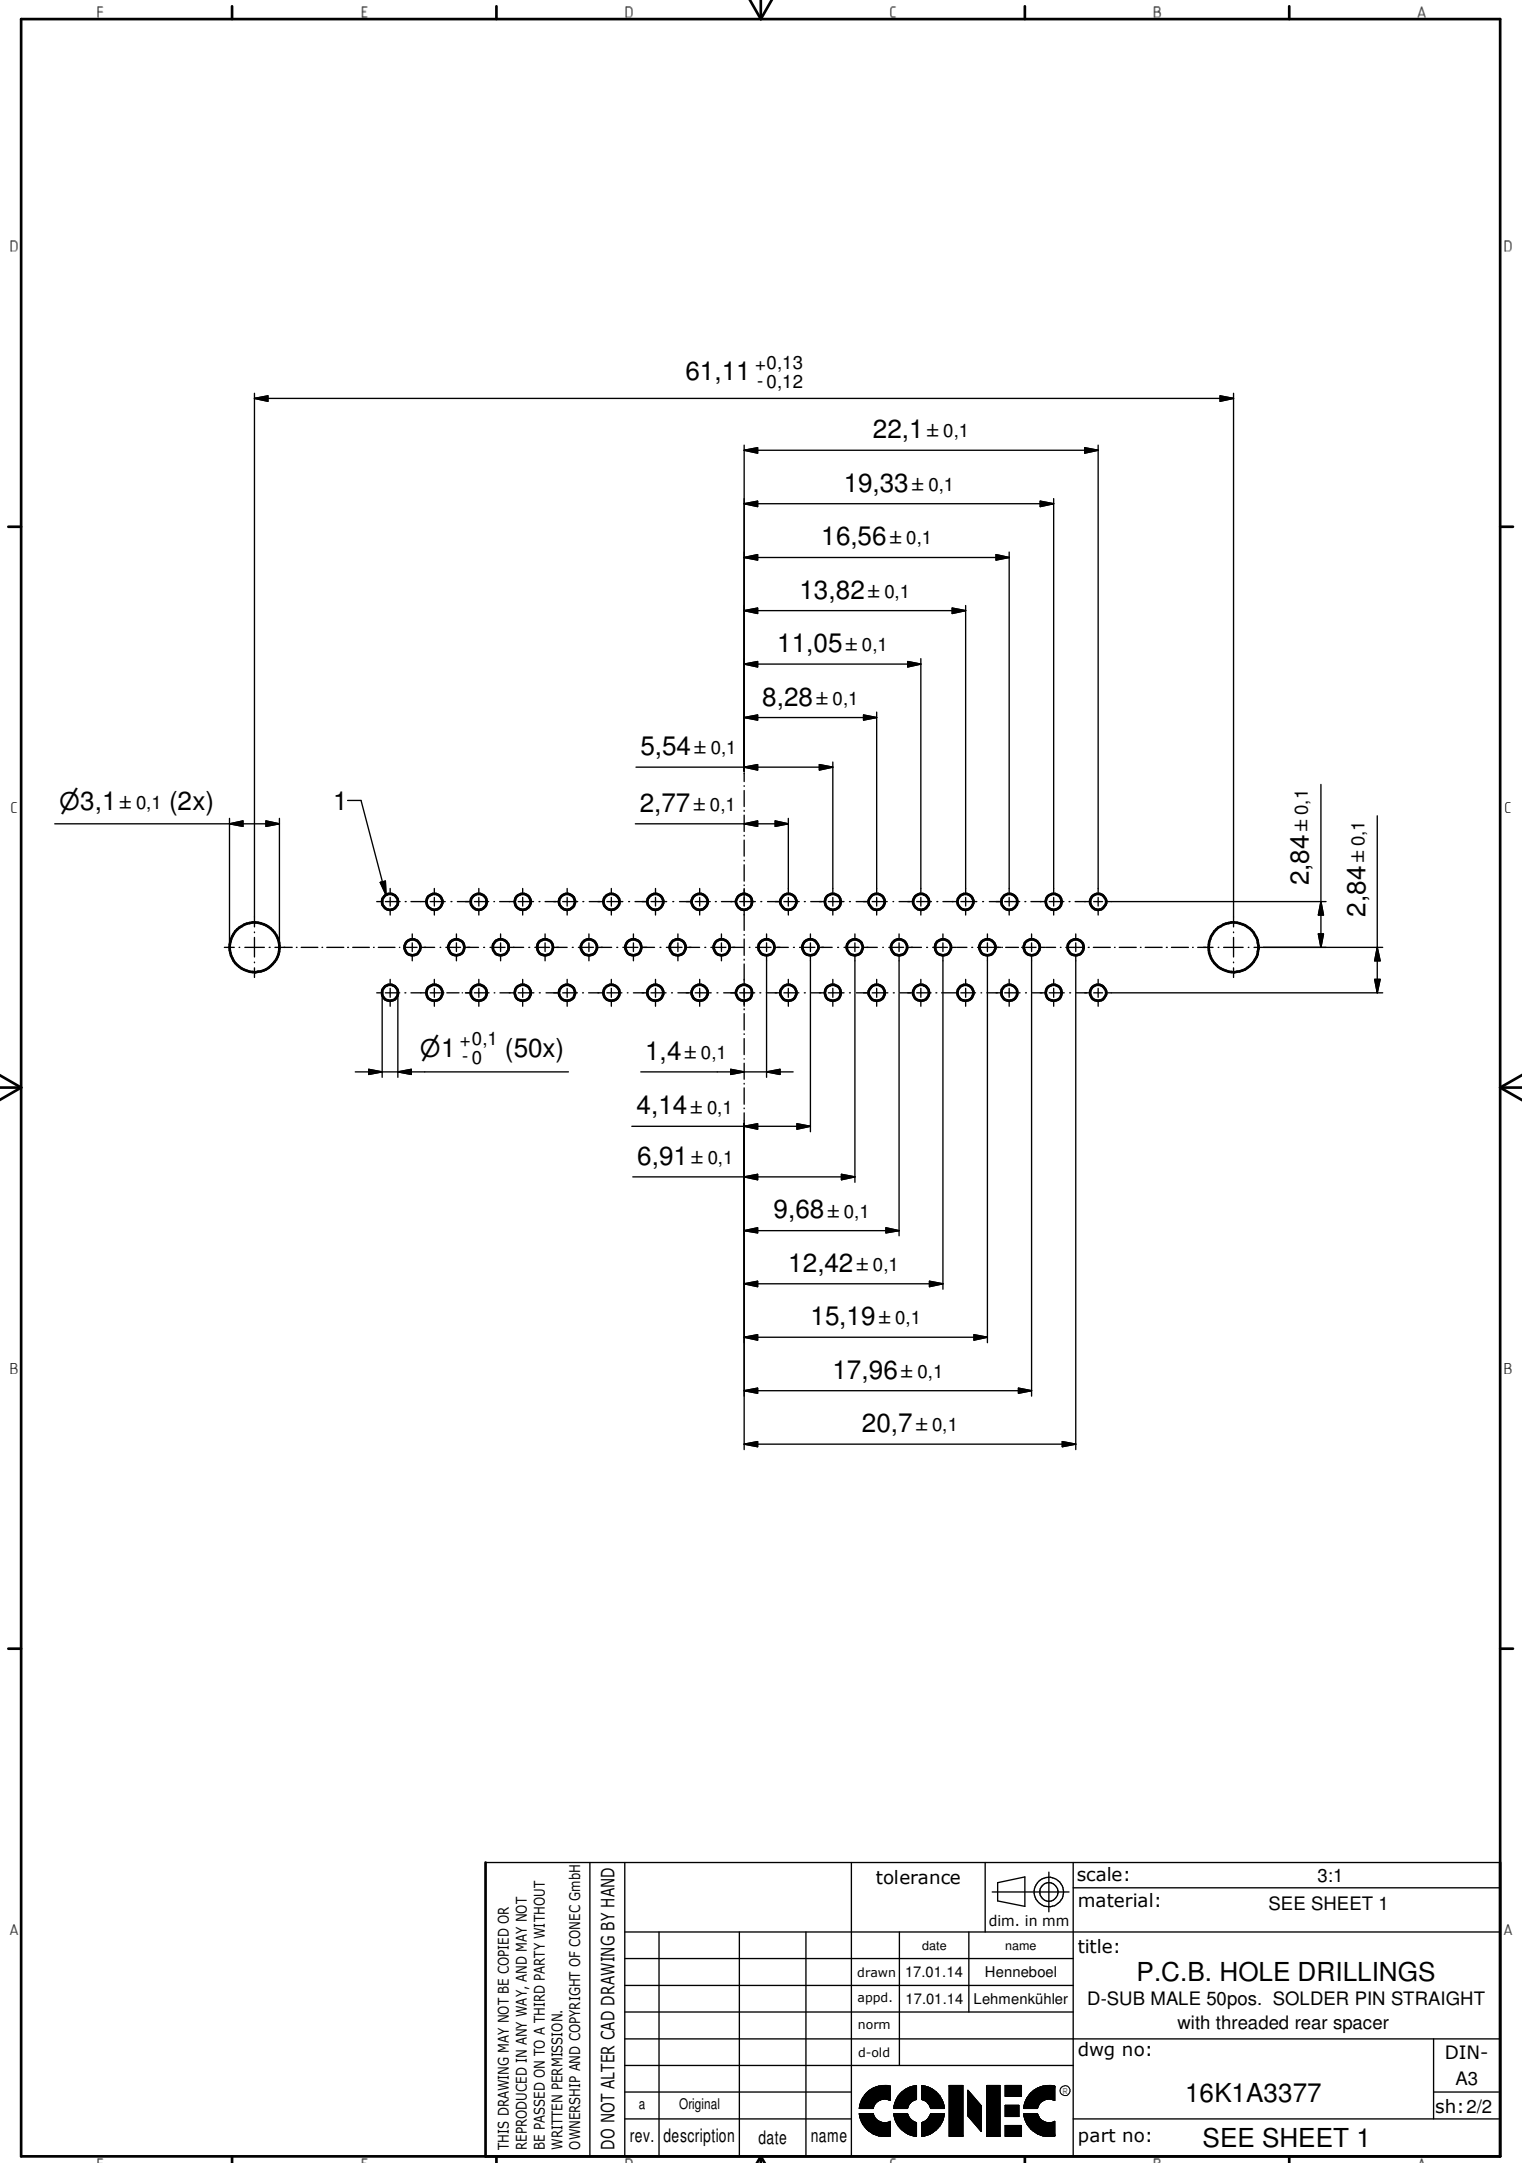 F E D C B A
61,11 +0,13 -0,12
22,1 ± 0,1
19,33 ± 0,1
16,56 ± 0,1
13,82 ± 0,1
11,05 ± 0,1
8,28 ± 0,1
5,54 ± 0,1
2,77 ± 0,1
Ø3,1 ± 0,1 (2x)
1
2,84 ± 0,1
2,84 ± 0,1
Ø1 +0,1 -0 (50x)
1,4 ± 0,1
4,14 ± 0,1
6,91 ± 0,1
9,68 ± 0,1
12,42 ± 0,1
15,19 ± 0,1
17,96 ± 0,1
20,7 ± 0,1
D D
C C
B B
A A
THIS DRAWING MAY NOT BE COPIED OR
REPRODUCED IN ANY WAY, AND MAY NOT
BE PASSED ON TO A THIRD PARTY WITHOUT
WRITTEN PERMISSION.
OWNERSHIP AND COPYRIGHT OF CONEC GmbH
DO NOT ALTER CAD DRAWING BY HAND
tolerance
dim. in mm
scale: 3:1
material: SEE SHEET 1
date name
drawn 17.01.14 Henneboel
appd. 17.01.14 Lehmenkühler
norm
d-old
title:
P.C.B. HOLE DRILLINGS
D-SUB MALE 50pos. SOLDER PIN STRAIGHT
with threaded rear spacer
dwg no:
16K1A3377
DIN-
A3
sh: 2/2
a Original
rev. description date name
CONEC®
part no: SEE SHEET 1